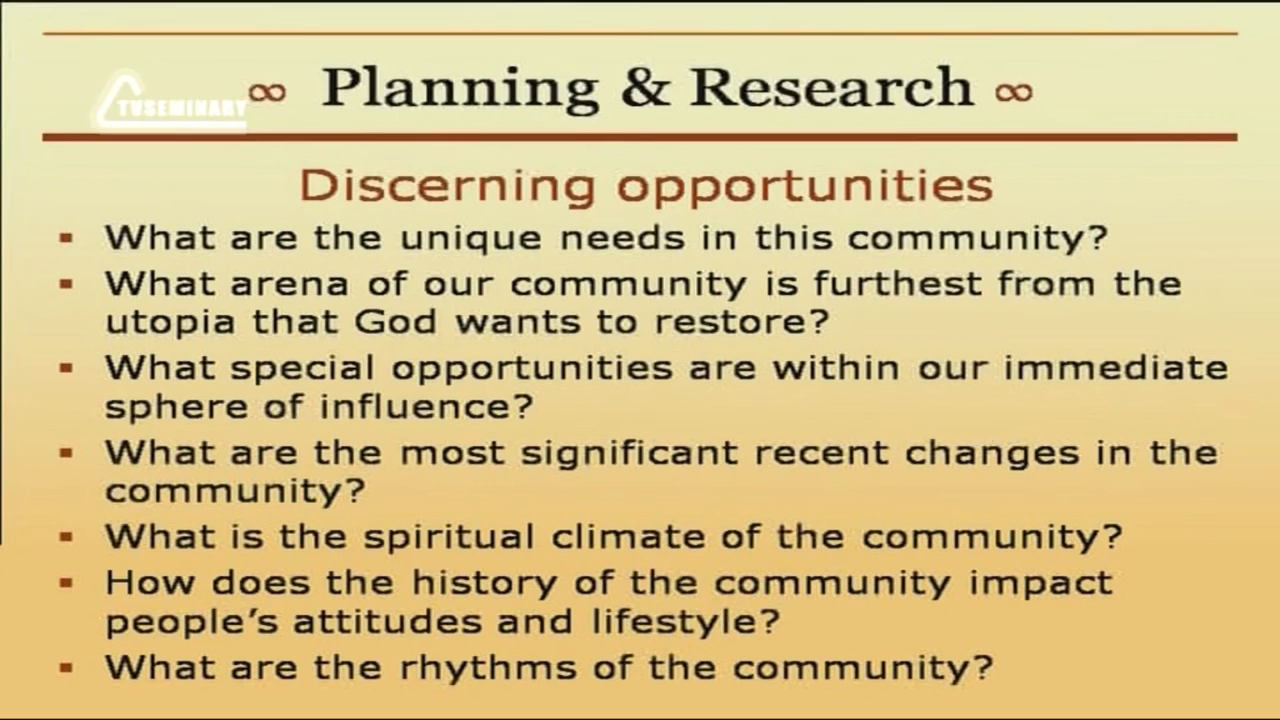 TUSEMINARY
∞ Planning & Research ∞
Discerning opportunities
▪ What are the unique needs in this community?
▪ What arena of our community is furthest from the
utopia that God wants to restore?
▪ What special opportunities are within our immediate
sphere of influence?
▪ What are the most significant recent changes in the
community?
▪ What is the spiritual climate of the community?
▪ How does the history of the community impact
people’s attitudes and lifestyle?
▪ What are the rhythms of the community?